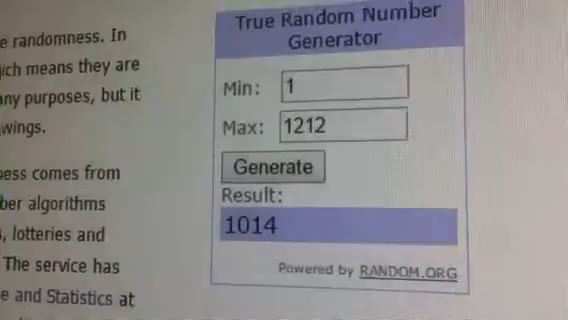 e randomness. In
ich means they are
any purposes, but it
wings.
ess comes from
ber algorithms
, lotteries and
The service has
e and Statistics at
True Random Number
Generator
Min: 1
Max: 1212
Generate
Result:
1014
Powered by RANDOM.ORG